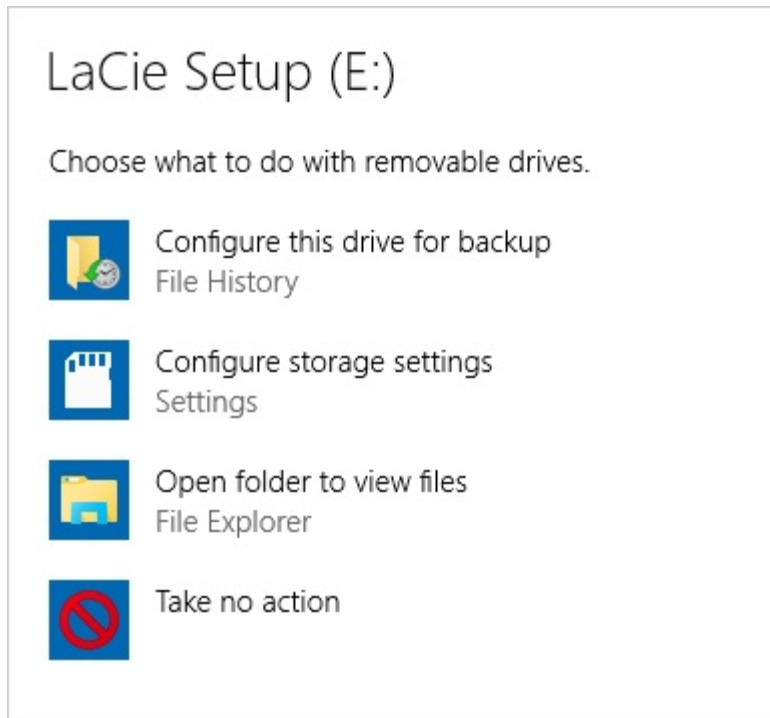 LaCie Setup (E:)
Choose what to do with removable drives.
Configure this drive for backup
File History
Configure storage settings
Settings
Open folder to view files
File Explorer
Take no action